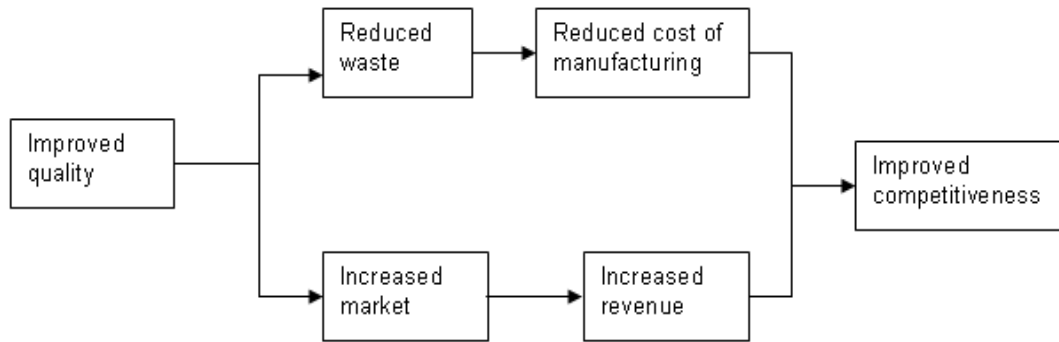 Reduced
waste
Reduced cost of
manufacturing
Improved
quality
Improved
competitiveness
Increased
market
Increased
revenue